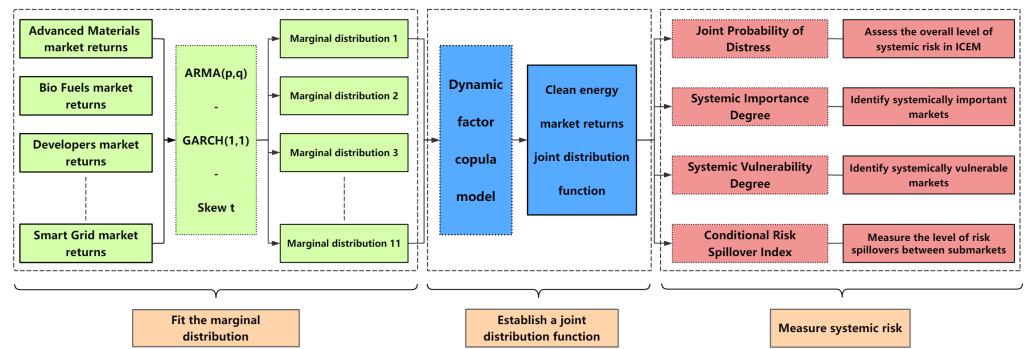 Advanced Materials
market returns
Bio Fuels market
returns
Developers market
returns
Smart Grid market
returns
ARMA(p,q)
-
GARCH(1,1)
-
Skew t
Marginal distribution 1
Marginal distribution 2
Marginal distribution 3
Marginal distribution 11
Dynamic
factor
copula
model
Clean energy
market returns
joint distribution
function
Joint Probability of
Distress
Assess the overall level of
systemic risk in ICEM
Systemic Importance
Degree
Identify systemically important
markets
Systemic Vulnerability
Degree
Identify systemically vulnerable
markets
Conditional Risk
Spillover Index
Measure the level of risk
spillovers between submarkets
Fit the marginal
distribution
Establish a joint
distribution function
Measure systemic risk